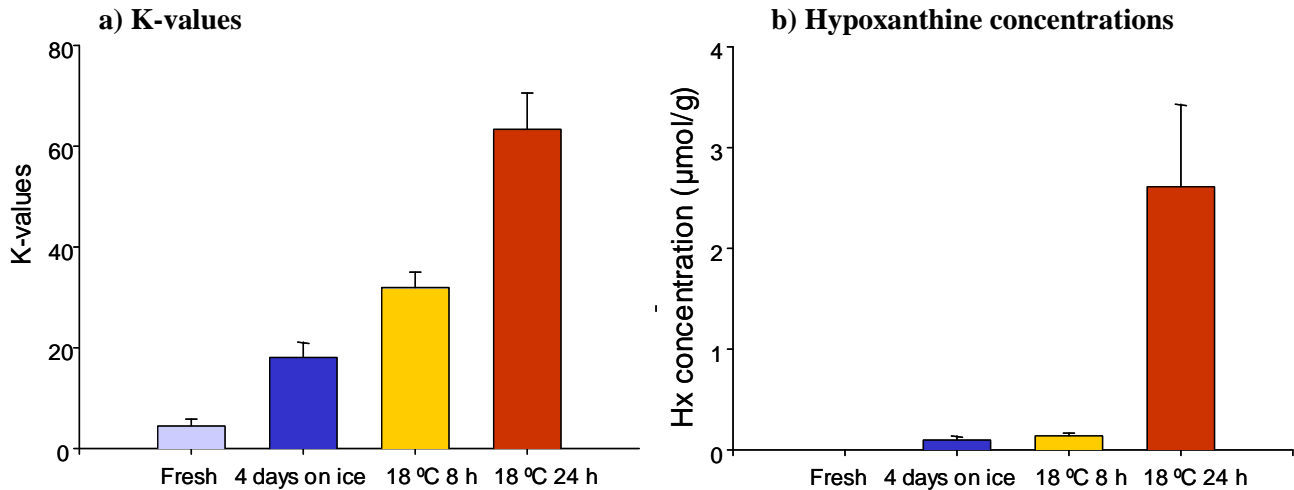 a) K-values
80
60
40
20
0
K-values
Fresh
4 days on ice
18 ºC 8 h
18 ºC 24 h
b) Hypoxanthine concentrations
4
3
2
1
0
Hx concentration (µmol/g)
Fresh
4 days on ice
18 ºC 8 h
18 ºC 24 h